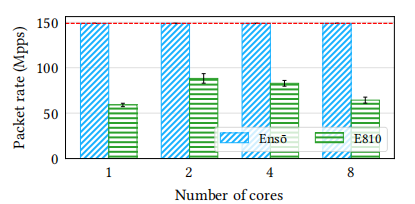 Packet rate (Mpps)
150
100
50
0
Ensō
E810
1 2 4 8
Number of cores